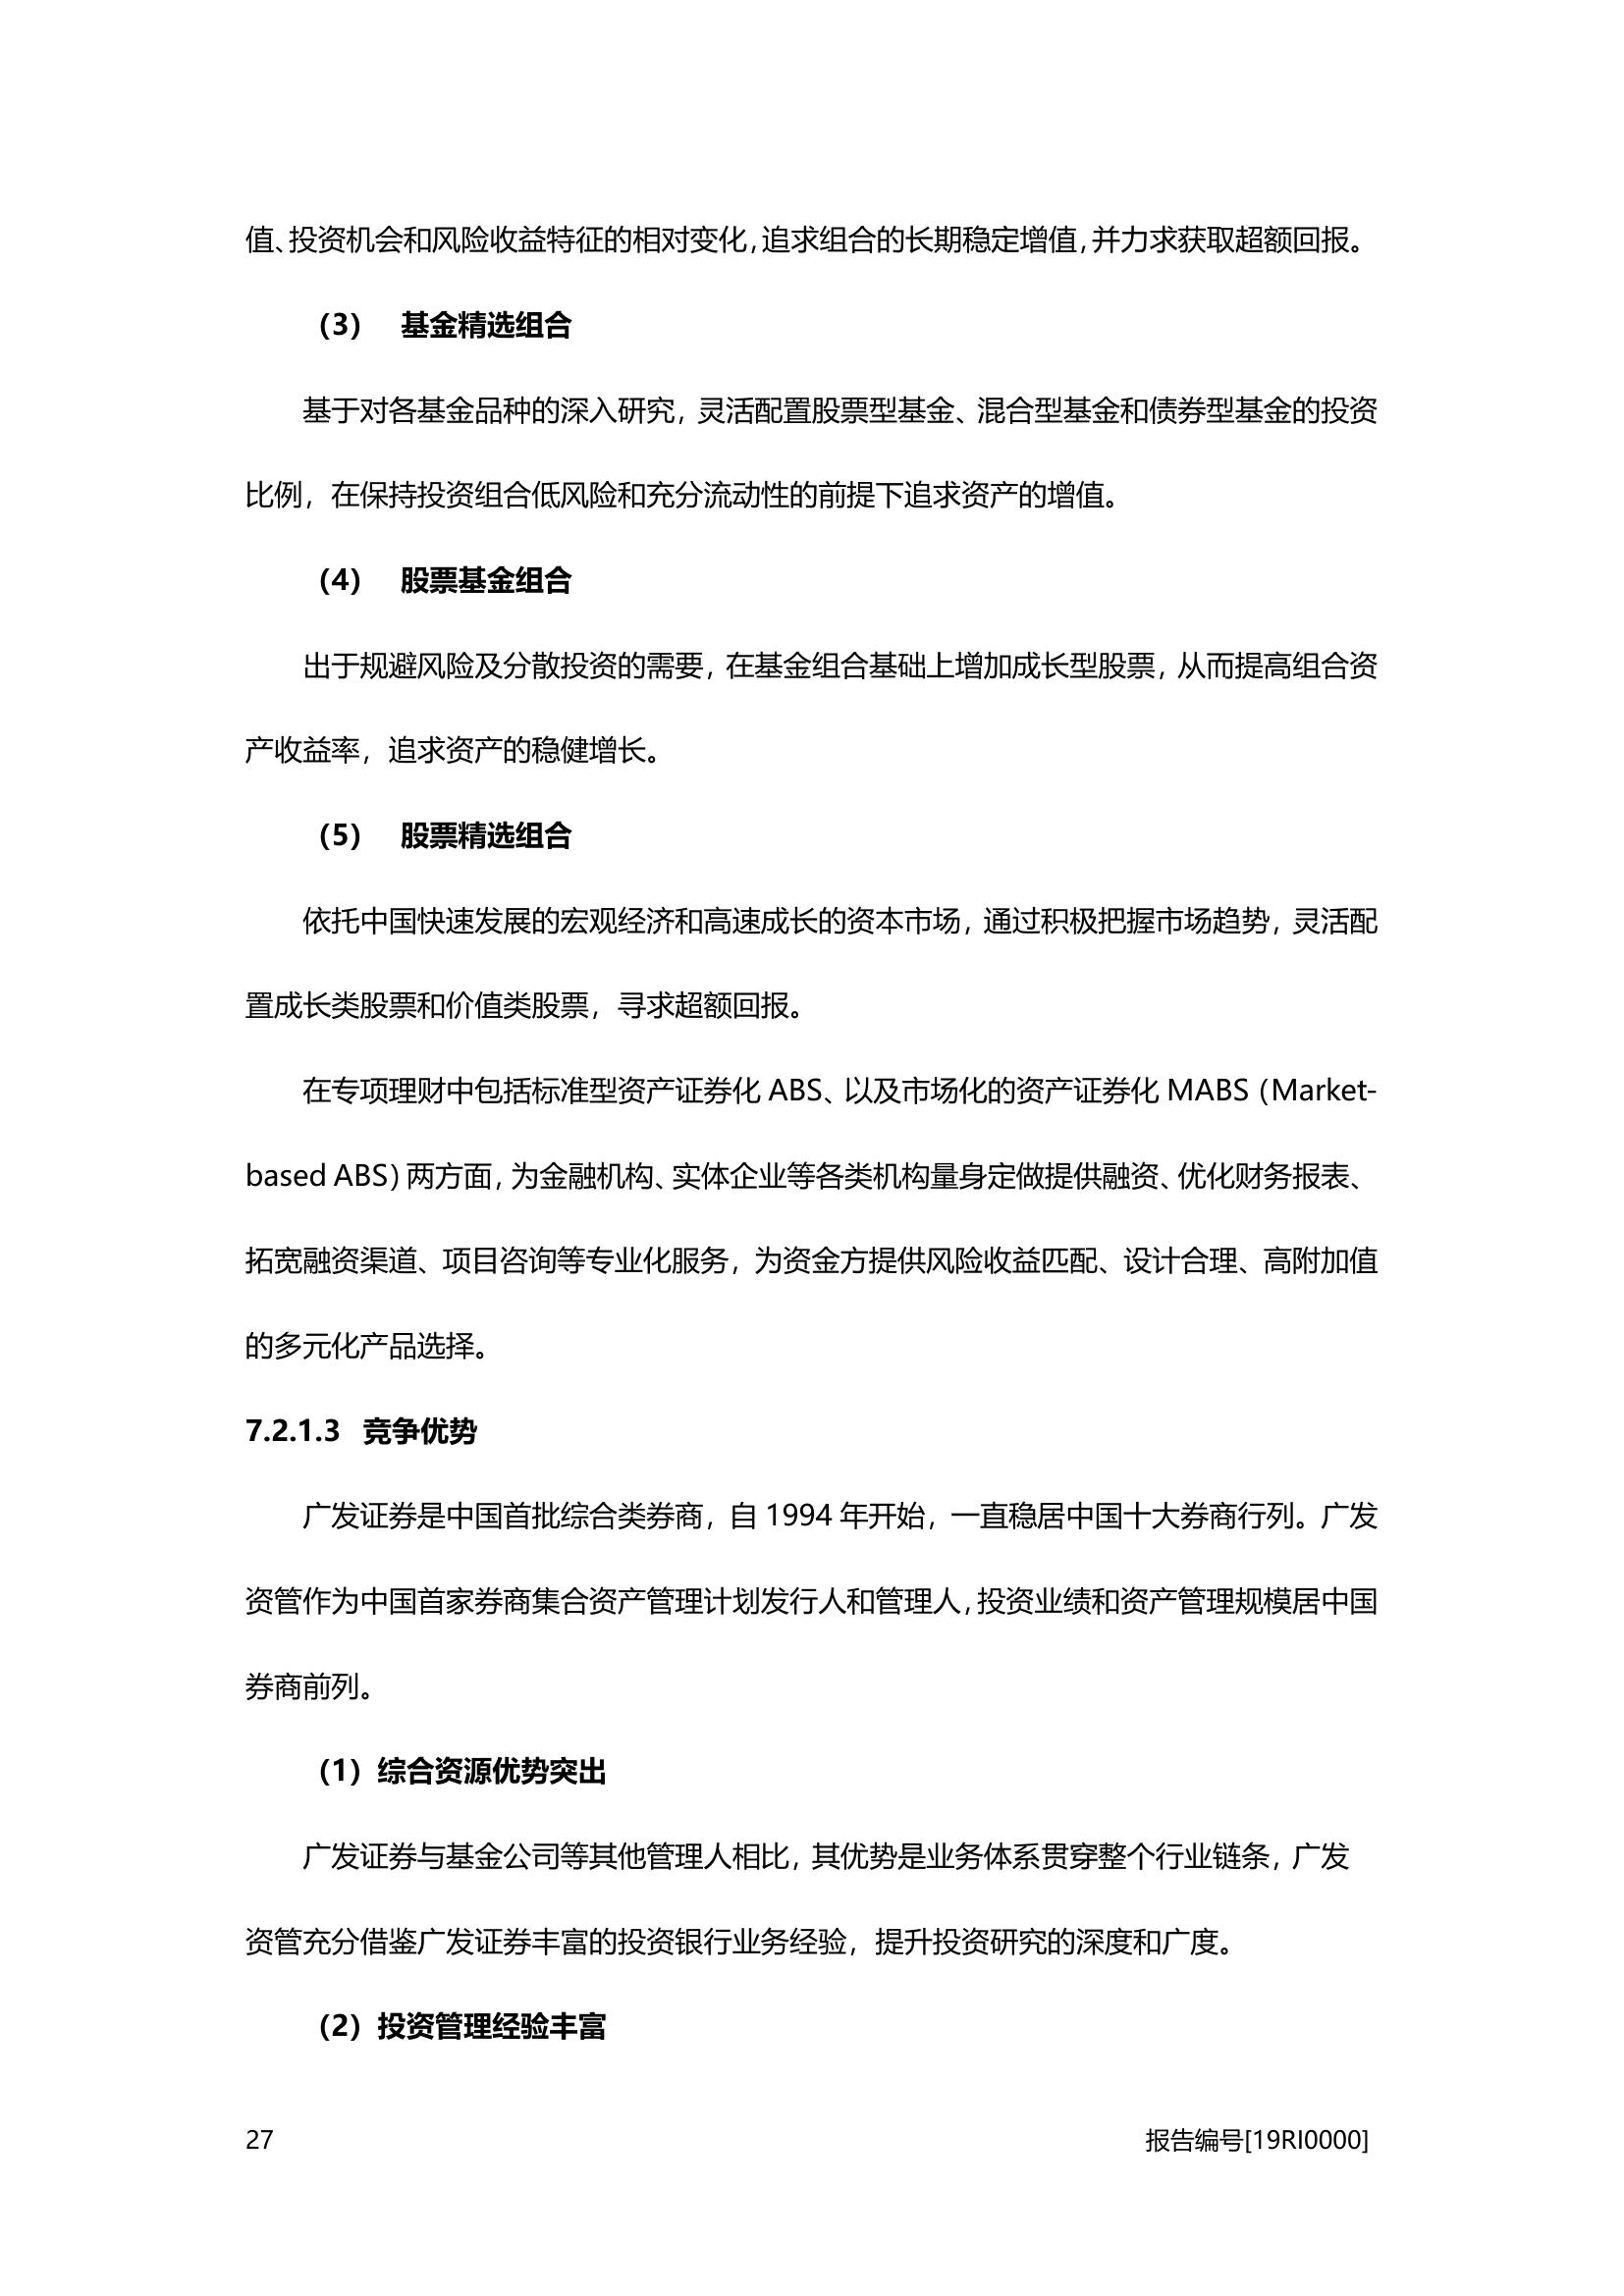 值、投资机会和风险收益特征的相对变化，追求组合的长期稳定增值，并力求获取超额回报。
（3） 基金精选组合
基于对各基金品种的深入研究，灵活配置股票型基金、混合型基金和债券型基金的投资
比例，在保持投资组合低风险和充分流动性的前提下追求资产的增值。
（4） 股票基金组合
出于规避风险及分散投资的需要，在基金组合基础上增加成长型股票，从而提高组合资
产收益率，追求资产的稳健增长。
（5） 股票精选组合
依托中国快速发展的宏观经济和高速成长的资本市场，通过积极把握市场趋势，灵活配
置成长类股票和价值类股票，寻求超额回报。
在专项理财中包括标准型资产证券化 ABS、以及市场化的资产证券化 MABS（Market-
based ABS）两方面，为金融机构、实体企业等各类机构量身定做提供融资、优化财务报表、
拓宽融资渠道、项目咨询等专业化服务，为资金方提供风险收益匹配、设计合理、高附加值
的多元化产品选择。
7.2.1.3 竞争优势
广发证券是中国首批综合类券商，自 1994 年开始，一直稳居中国十大券商行列。广发
资管作为中国首家券商集合资产管理计划发行人和管理人，投资业绩和资产管理规模居中国
券商前列。
（1）综合资源优势突出
广发证券与基金公司等其他管理人相比，其优势是业务体系贯穿整个行业链条，广发
资管充分借鉴广发证券丰富的投资银行业务经验，提升投资研究的深度和广度。
（2）投资管理经验丰富
27 报告编号[19RI0000]